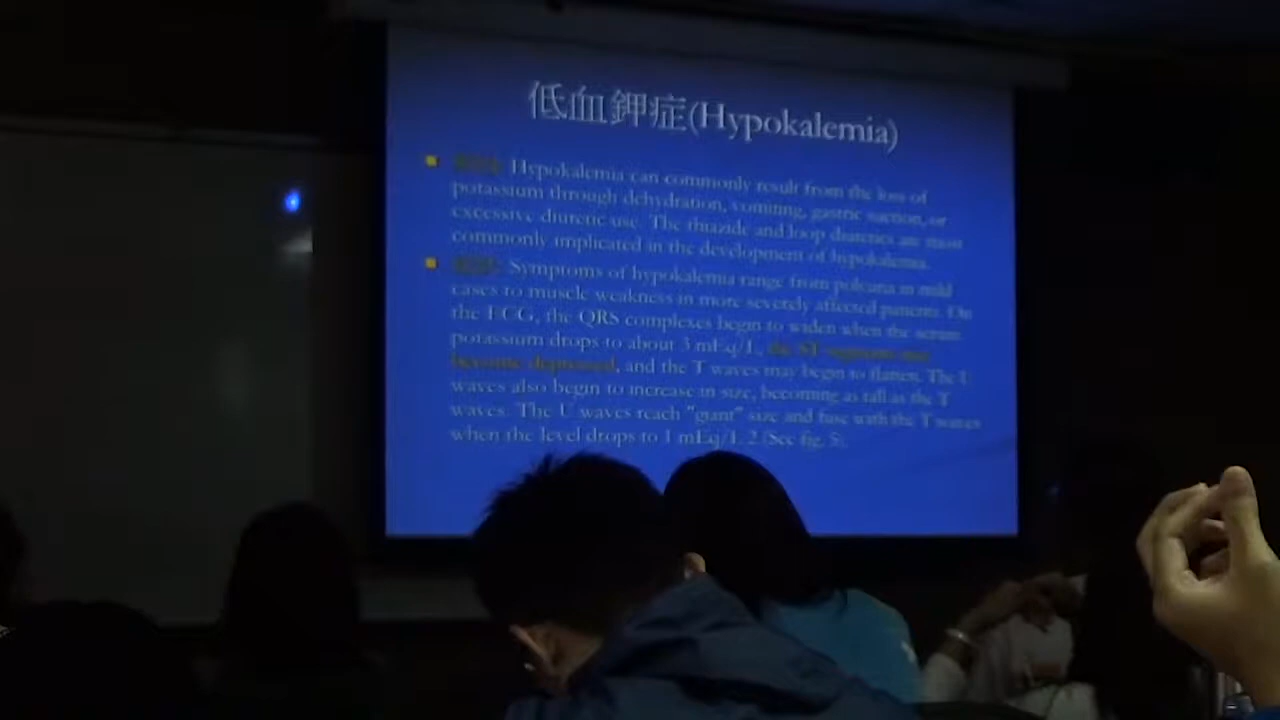 低血鉀症(Hypokalemia)
Hypokalemia can commonly result from the loss of
potassium through dehydration, vomiting, gastric suction, or
excessive diuretic use. The thiazide and loop diuretics are most
commonly implicated in the development of hypokalemia.
Symptoms of hypokalemia range from polyuria in mild
cases to muscle weakness in more severely affected patients. On
the ECG, the QRS complexes begin to widen when the serum
potassium drops to about 3 mEq/L, the ST segments may
become depressed, and the T waves may begin to flatten. The U
waves also begin to increase in size, becoming as tall as the T
waves. The U waves reach "giant" size and fuse with the T waves
when the level drops to 1 mEq/L 2 (See fig. 5).